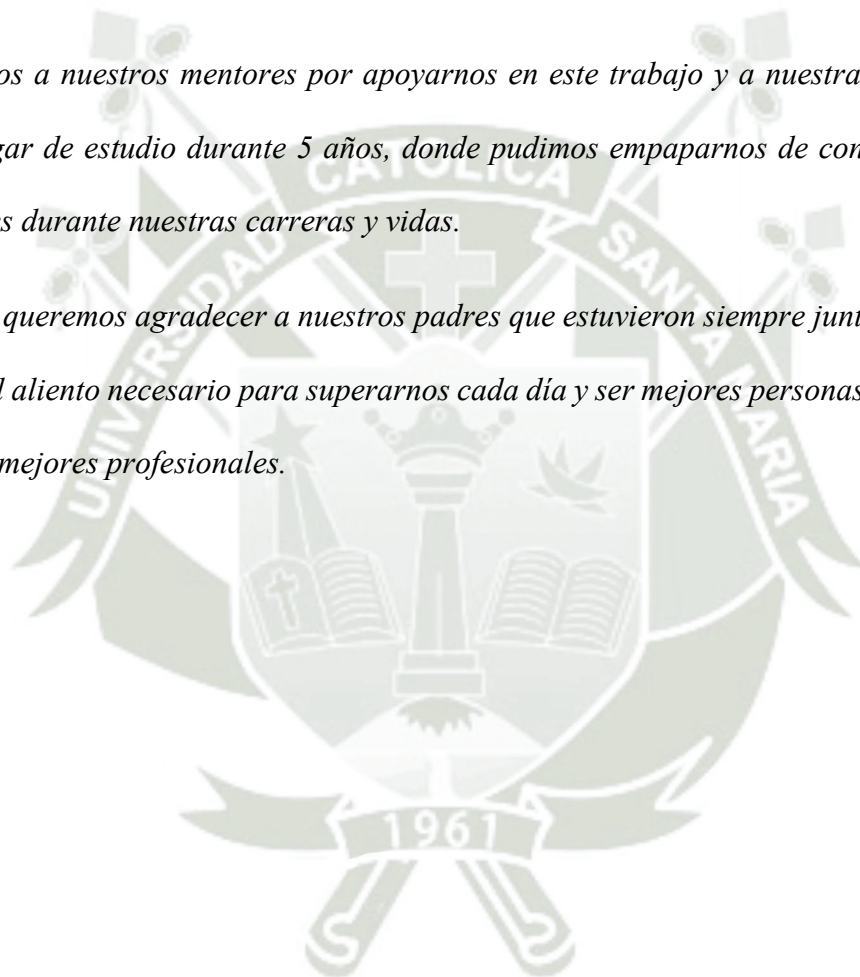 os a nuestros mentores por apoyarnos en este trabajo y a nuestra
gar de estudio durante 5 años, donde pudimos empaparnos de con
s durante nuestras carreras y vidas.
queremos agradecer a nuestros padres que estuvieron siempre junt
l aliento necesario para superarnos cada día y ser mejores personas
mejores profesionales.
UNIVERSIDAD CATOLICA SANTA MARIA
1961